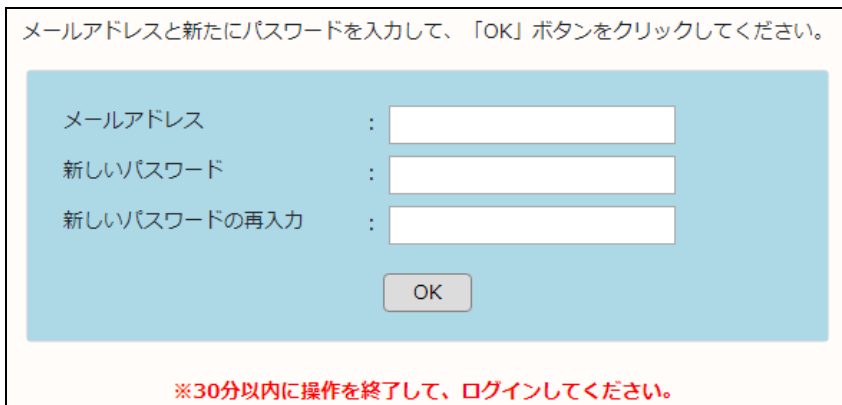 メールアドレスと新たにパスワードを入力して、「OK」ボタンをクリックしてください。
メールアドレス :
新しいパスワード :
新しいパスワードの再入力 :
OK
※30分以内に操作を終了して、ログインしてください。